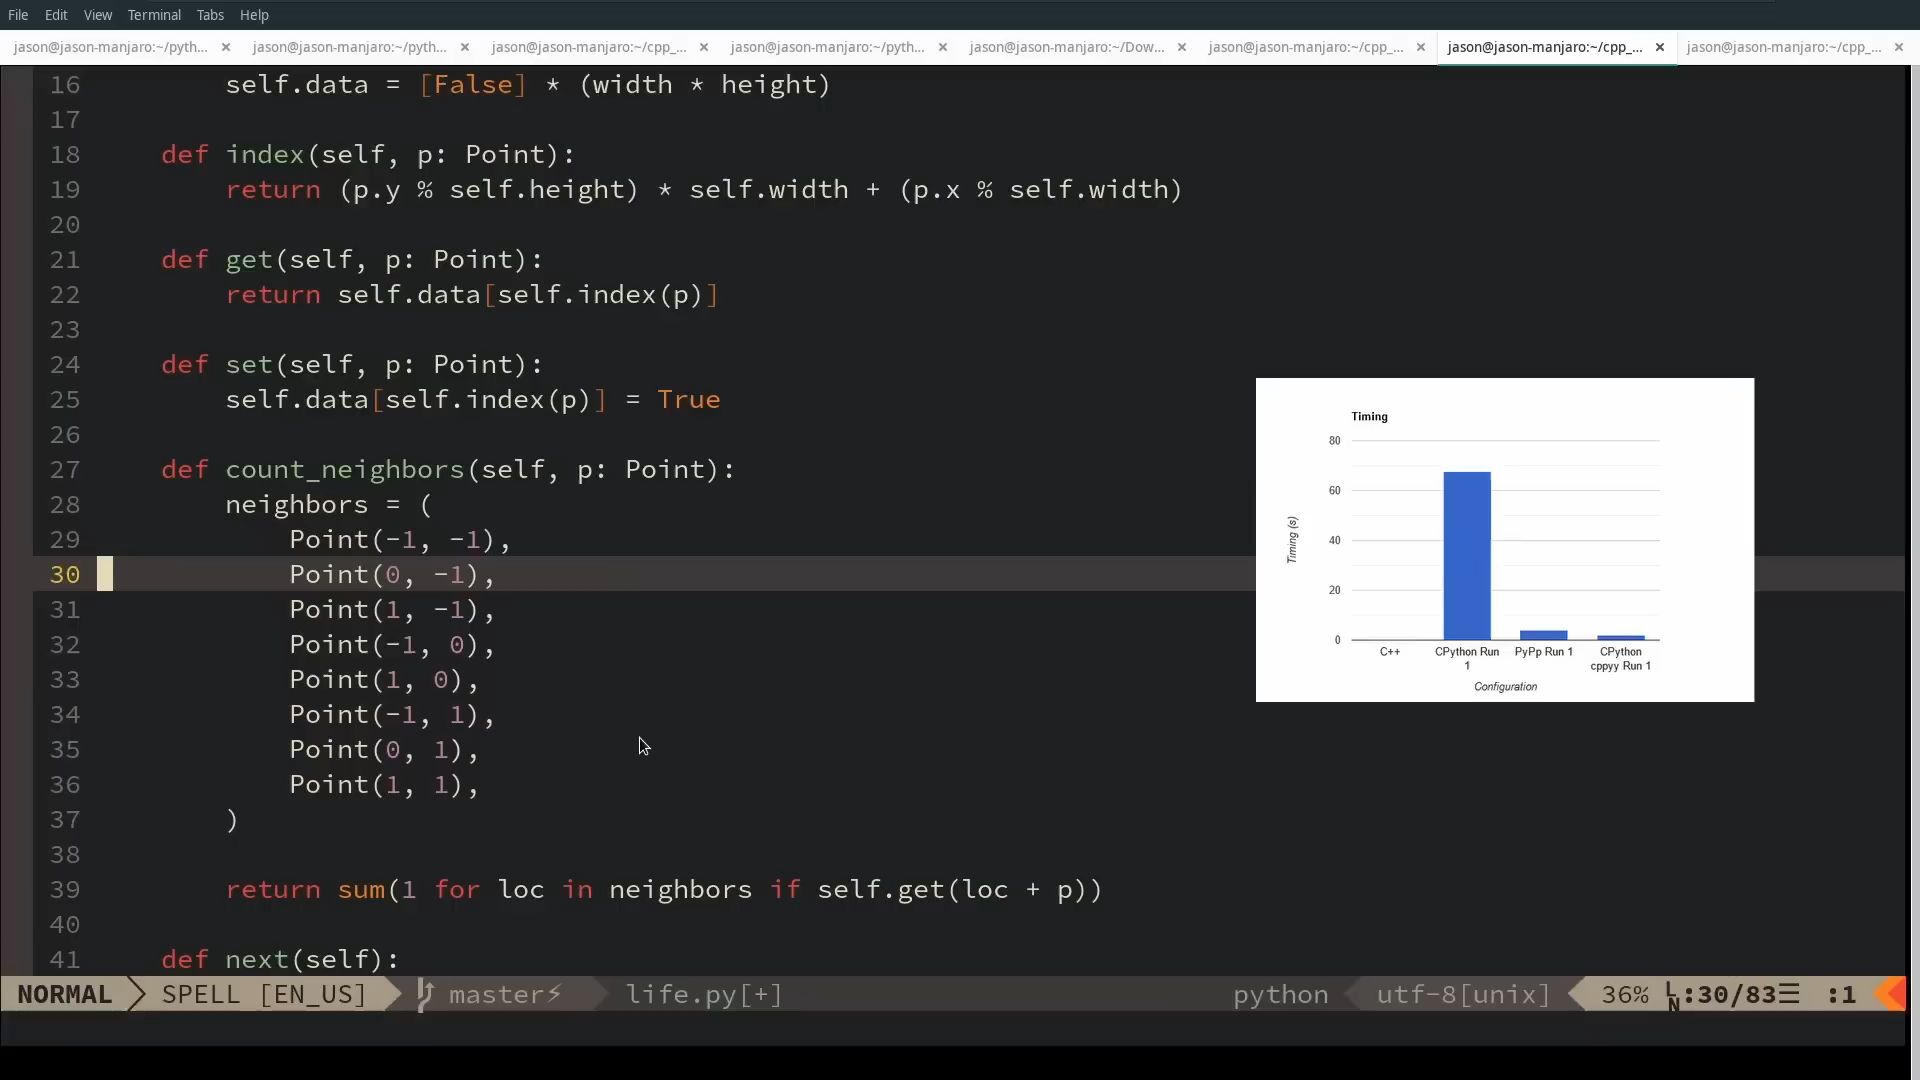 File Edit View Terminal Tabs Help
jason@jason-manjaro:~/pyth... × jason@jason-manjaro:~/pyth... × jason@jason-manjaro:~/cpp_... × jason@jason-manjaro:~/pyth... × jason@jason-manjaro:~/Dow... × jason@jason-manjaro:~/cpp_... × jason@jason-manjaro:~/cpp_... × jason@jason-manjaro:~/cpp_... ×
16 self.data = [False] * (width * height)
17
18 def index(self, p: Point):
19 return (p.y % self.height) * self.width + (p.x % self.width)
20
21 def get(self, p: Point):
22 return self.data[self.index(p)]
23
24 def set(self, p: Point):
25 self.data[self.index(p)] = True
26
27 def count_neighbors(self, p: Point):
28 neighbors = (
29 Point(-1, -1),
30 Point(0, -1),
31 Point(1, -1),
32 Point(-1, 0),
33 Point(1, 0),
34 Point(-1, 1),
35 Point(0, 1),
36 Point(1, 1),
37 )
38
39 return sum(1 for loc in neighbors if self.get(loc + p))
40
41 def next(self):
Timing
80
60
40
20
0
Timing (s)
C++
CPython Run 1
PyPp Run 1
CPython cppyy Run 1
Configuration
NORMAL SPELL [EN_US] master⚡ life.py[+] python utf-8[unix] 36% LN:30/83☰ :1